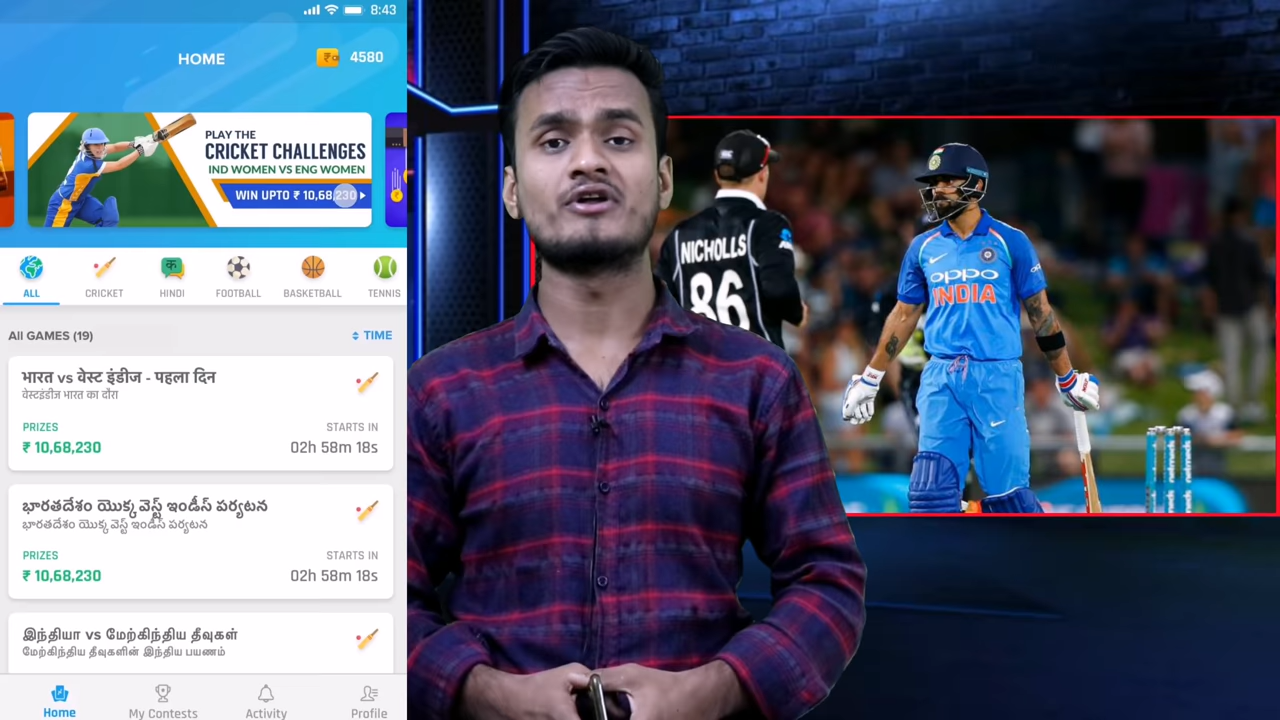 8:43
HOME
4580
PLAY THE
CRICKET CHALLENGES
IND WOMEN VS ENG WOMEN
WIN UPTO ₹ 10,68,230
ALL
CRICKET
HINDI
FOOTBALL
BASKETBALL
TENNIS
All GAMES (19)
TIME
भारत vs वेस्ट इंडीज - पहला दिन
वेस्टइंडीज भारत का दौरा
PRIZES
STARTS IN
₹ 10,68,230
02h 58m 18s
భారతదేశం యొక్క వెస్ట్ ఇండీస్ పర్యటన
భారతదేశం యొక్క వెస్ట్ ఇండీస్ పర్యటన
PRIZES
STARTS IN
₹ 10,68,230
02h 58m 18s
இந்தியா vs மேற்கிந்திய தீவுகள்
மேற்கிந்திய தீவுகளின் இந்திய பயணம்
Home
My Contests
Activity
Profile
NICHOLLS
86
oppo
INDIA